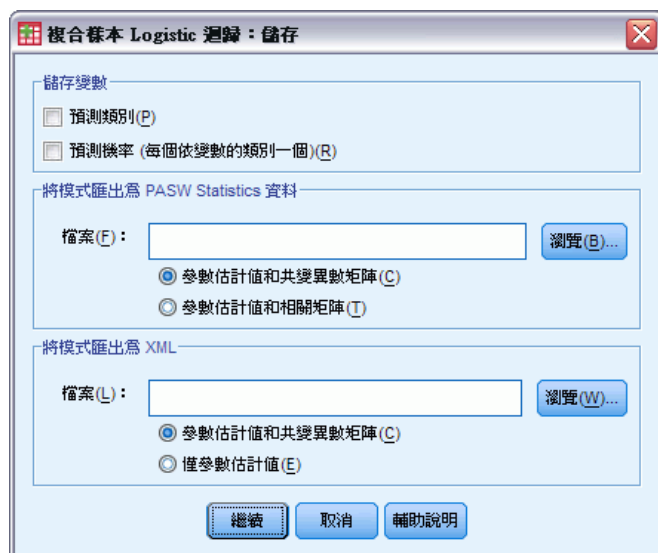 複合樣本 Logistic 迴歸：儲存
儲存變數
預測類別(P)
預測機率 (每個依變數的類別一個)(R)
將模式匯出為 PASW Statistics 資料
檔案(F)：
瀏覽(B)...
參數估計值和共變異數矩陣(C)
參數估計值和相關矩陣(T)
將模式匯出為 XML
檔案(L)：
瀏覽(W)...
參數估計值和共變異數矩陣(C)
僅參數估計值(E)
繼續
取消
輔助說明